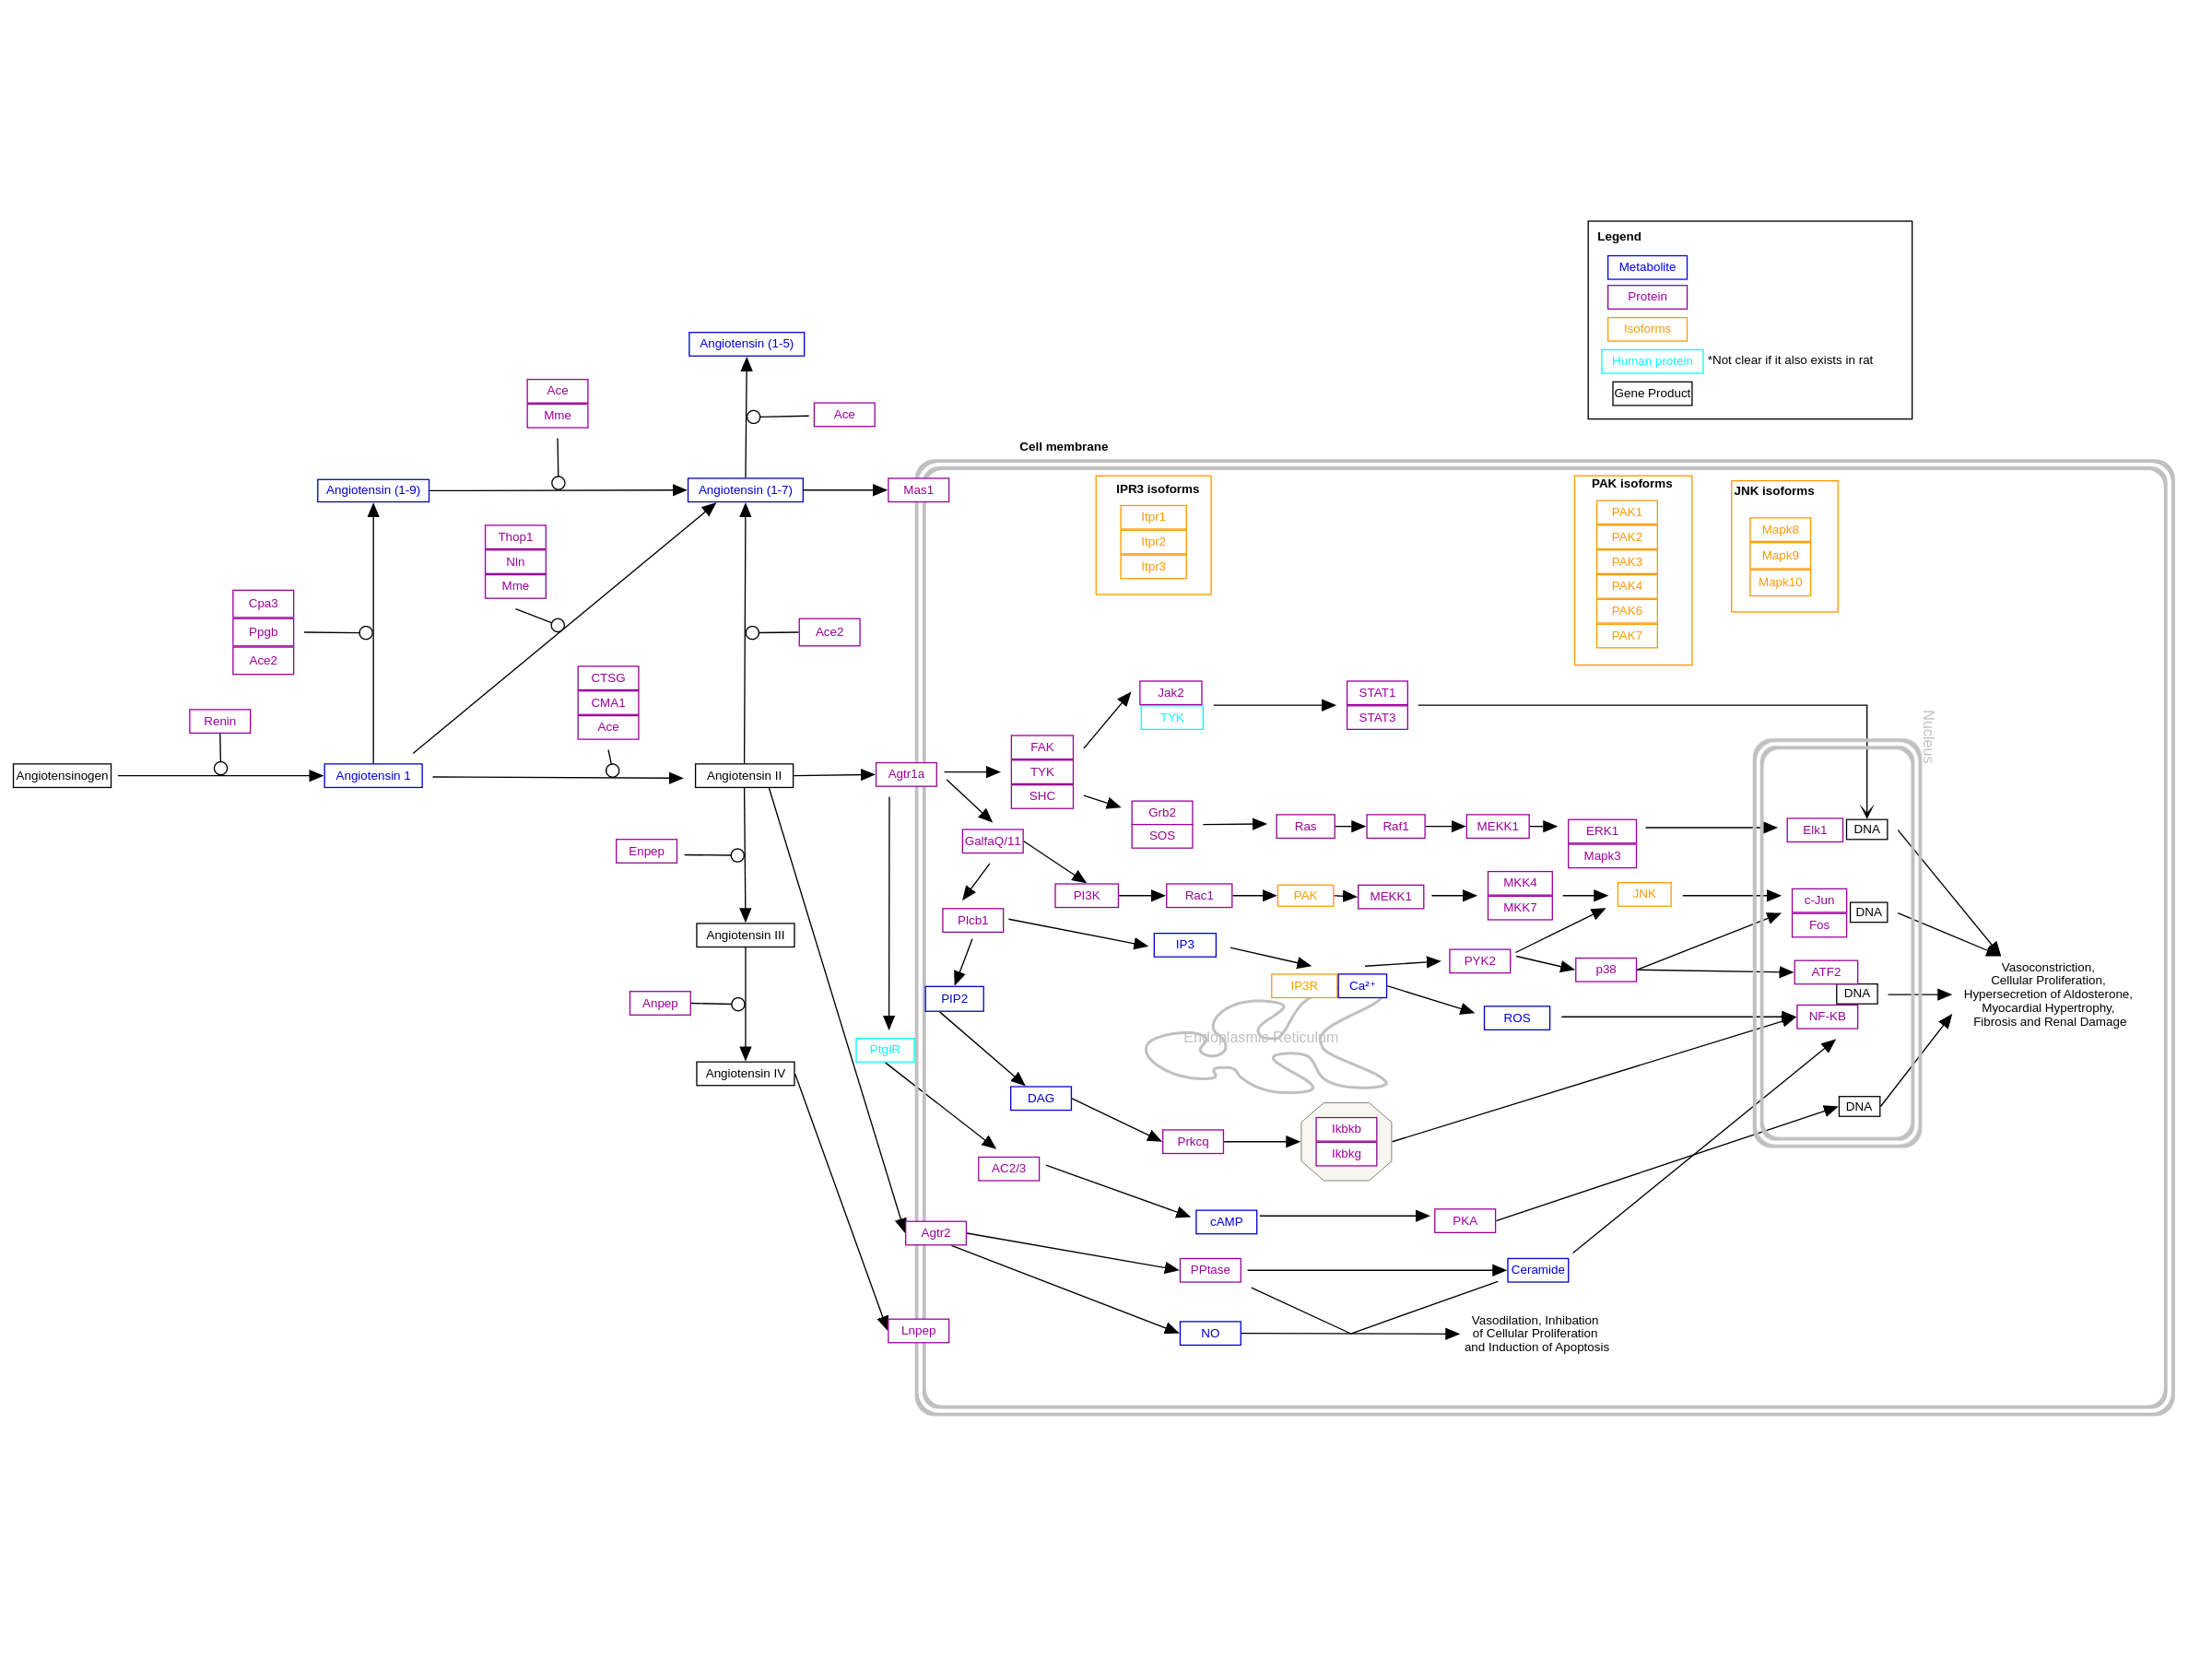 Legend
Metabolite
Protein
Isoforms
Human protein *Not clear if it also exists in rat
Gene Product
Angiotensin (1-5)
Ace
Mme
Ace
Cell membrane
Angiotensin (1-9)
Angiotensin (1-7)
Mas1
IPR3 isoforms
Itpr1
Itpr2
Itpr3
PAK isoforms
PAK1
PAK2
PAK3
PAK4
PAK6
PAK7
JNK isoforms
Mapk8
Mapk9
Mapk10
Thop1
Nln
Mme
Cpa3
Ppgb
Ace2
Ace2
CTSG
CMA1
Ace
Renin
Angiotensinogen
Angiotensin 1
Angiotensin II
Agtr1a
FAK
TYK
SHC
Jak2
TYK
STAT1
STAT3
Nucleus
Grb2
SOS
Ras
Raf1
MEKK1
ERK1
Mapk3
Elk1
DNA
Enpep
GalfaQ/11
PI3K
Rac1
PAK
MEKK1
MKK4
MKK7
JNK
c-Jun
Fos
DNA
Plcb1
Angiotensin III
IP3
PYK2
p38
ATF2
DNA
NF-KB
IP3R
Ca²⁺
ROS
Anpep
PIP2
Endoplasmic Reticulum
PtgIR
Angiotensin IV
DAG
Prkcq
Ikbkb
Ikbkg
DNA
Vasoconstriction,
Cellular Proliferation,
Hypersecretion of Aldosterone,
Myocardial Hypertrophy,
Fibrosis and Renal Damage
AC2/3
cAMP
PKA
Agtr2
PPtase
Ceramide
Lnpep
NO
Vasodilation, Inhibation
of Cellular Proliferation
and Induction of Apoptosis